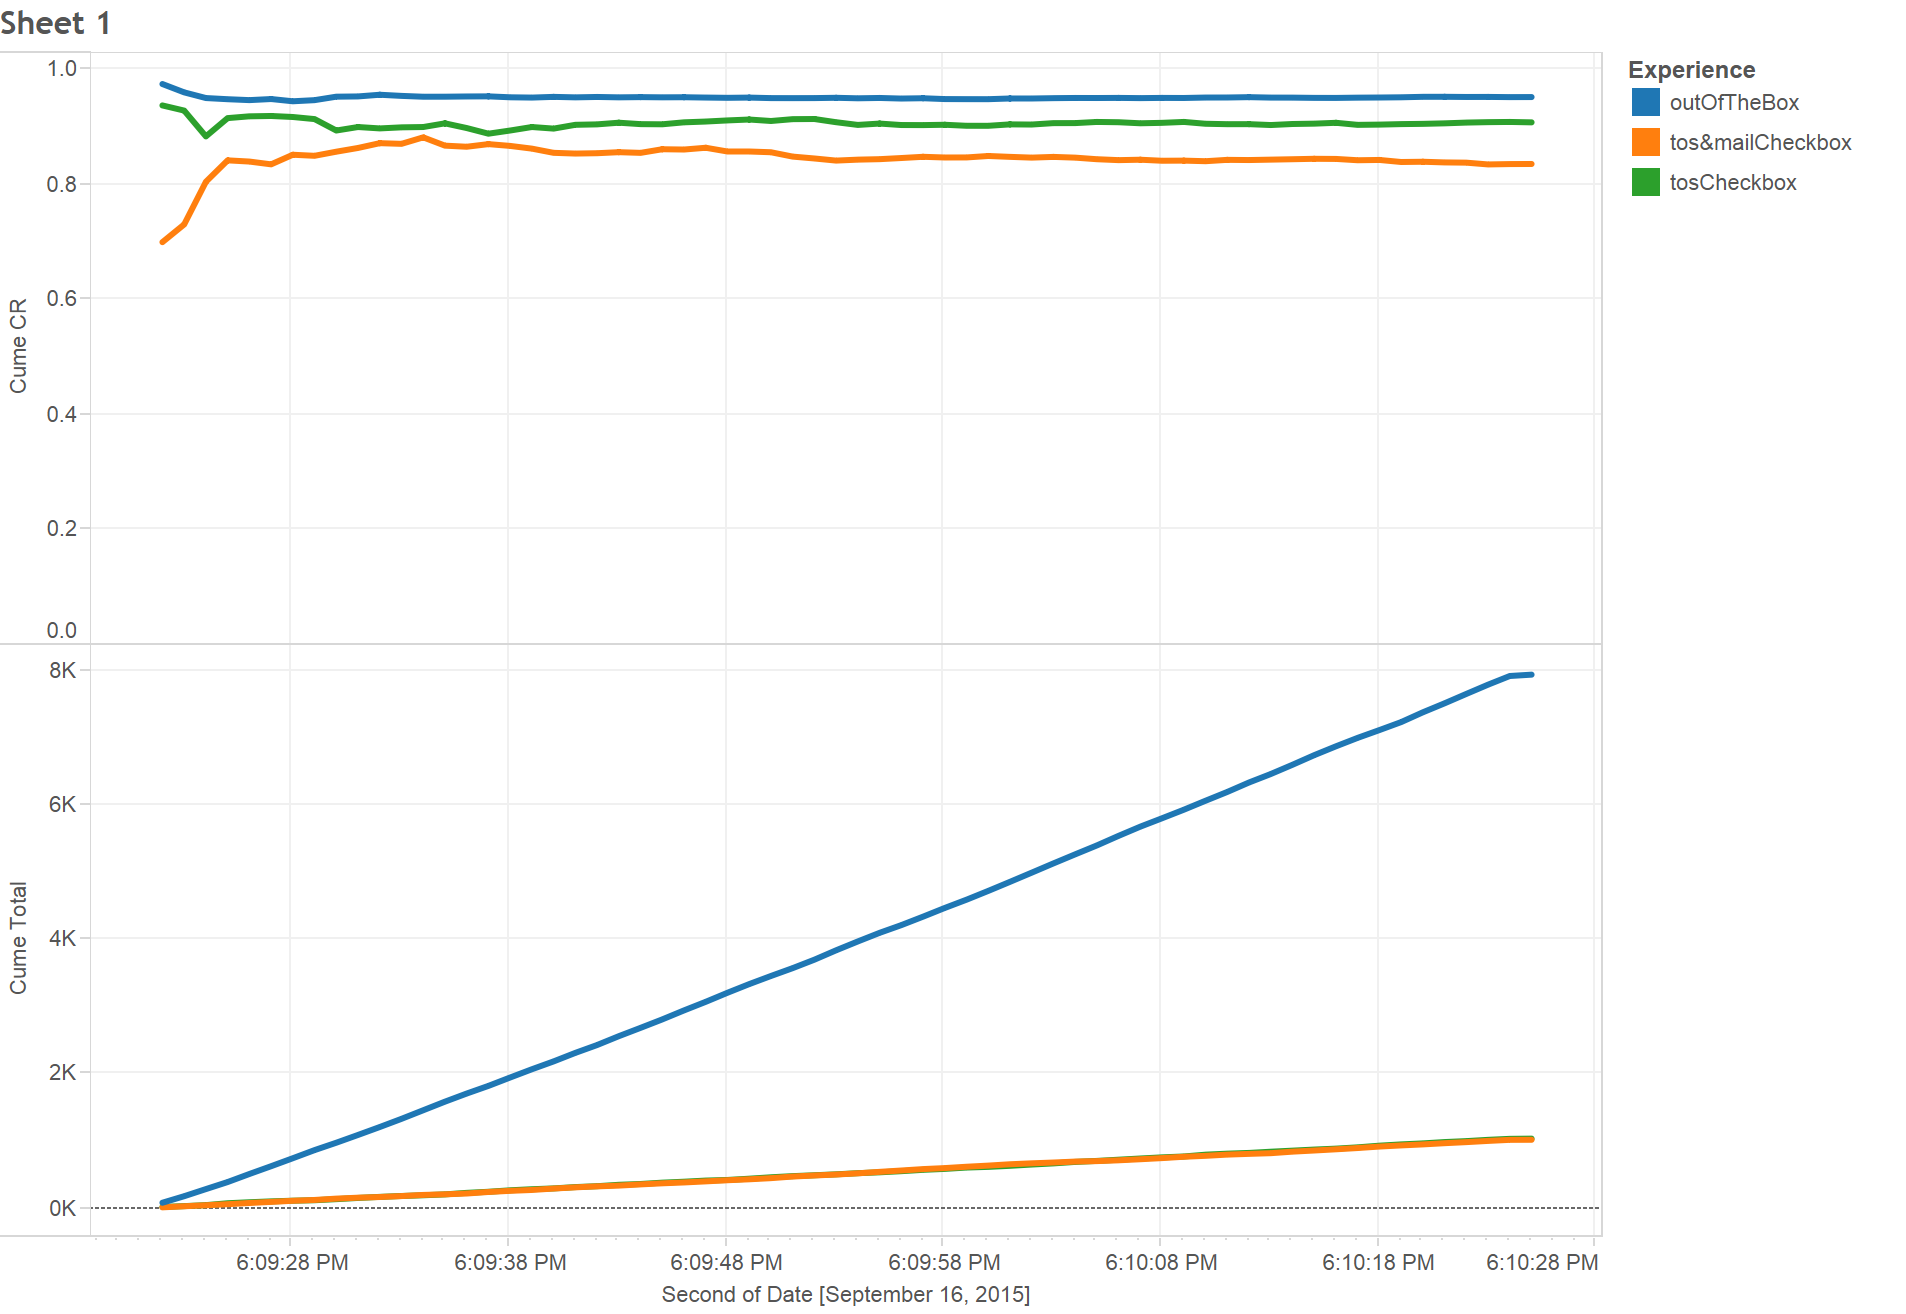 Sheet 1
Experience
outOfTheBox
tos&mailCheckbox
tosCheckbox
Cume CR
1.0
0.8
0.6
0.4
0.2
0.0
Cume Total
8K
6K
4K
2K
0K
6:09:28 PM 6:09:38 PM 6:09:48 PM 6:09:58 PM 6:10:08 PM 6:10:18 PM 6:10:28 PM
Second of Date [September 16, 2015]